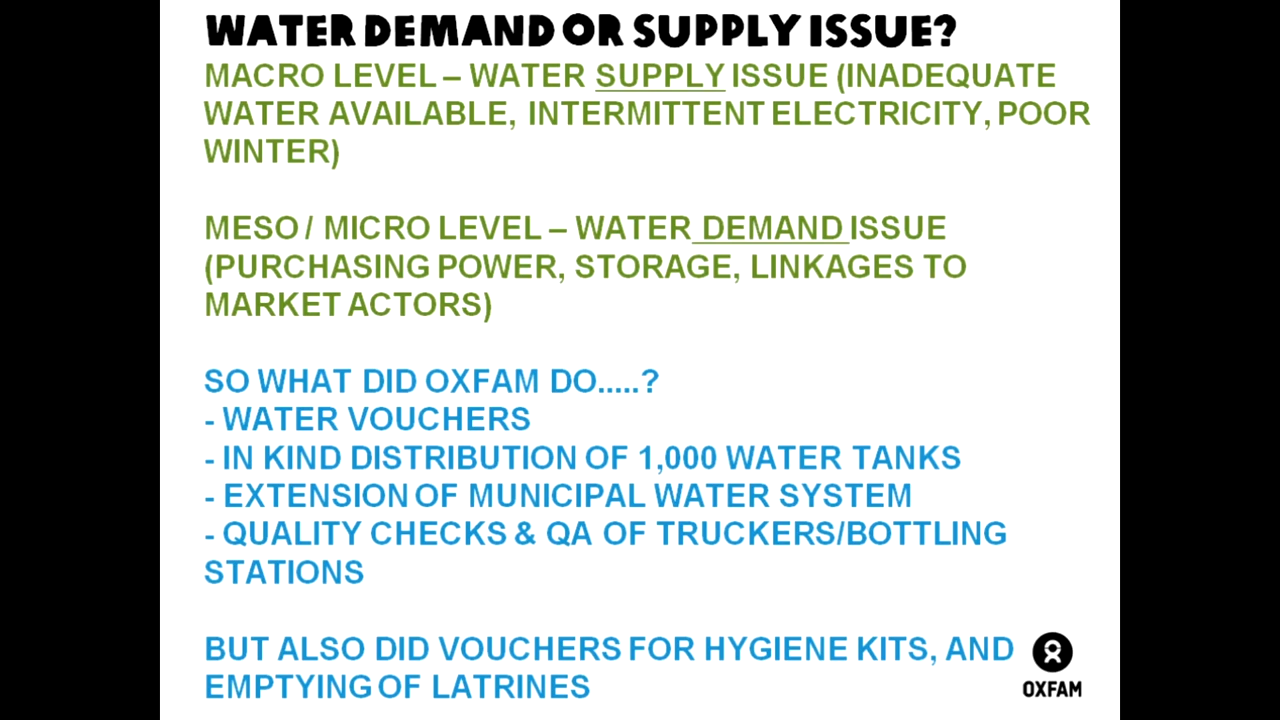 WATER DEMAND OR SUPPLY ISSUE?
MACRO LEVEL – WATER SUPPLY ISSUE (INADEQUATE
WATER AVAILABLE, INTERMITTENT ELECTRICITY, POOR
WINTER)
MESO / MICRO LEVEL – WATER DEMAND ISSUE
(PURCHASING POWER, STORAGE, LINKAGES TO
MARKET ACTORS)
SO WHAT DID OXFAM DO.....?
- WATER VOUCHERS
- IN KIND DISTRIBUTION OF 1,000 WATER TANKS
- EXTENSION OF MUNICIPAL WATER SYSTEM
- QUALITY CHECKS & QA OF TRUCKERS/BOTTLING
STATIONS
BUT ALSO DID VOUCHERS FOR HYGIENE KITS, AND
EMPTYING OF LATRINES
OXFAM